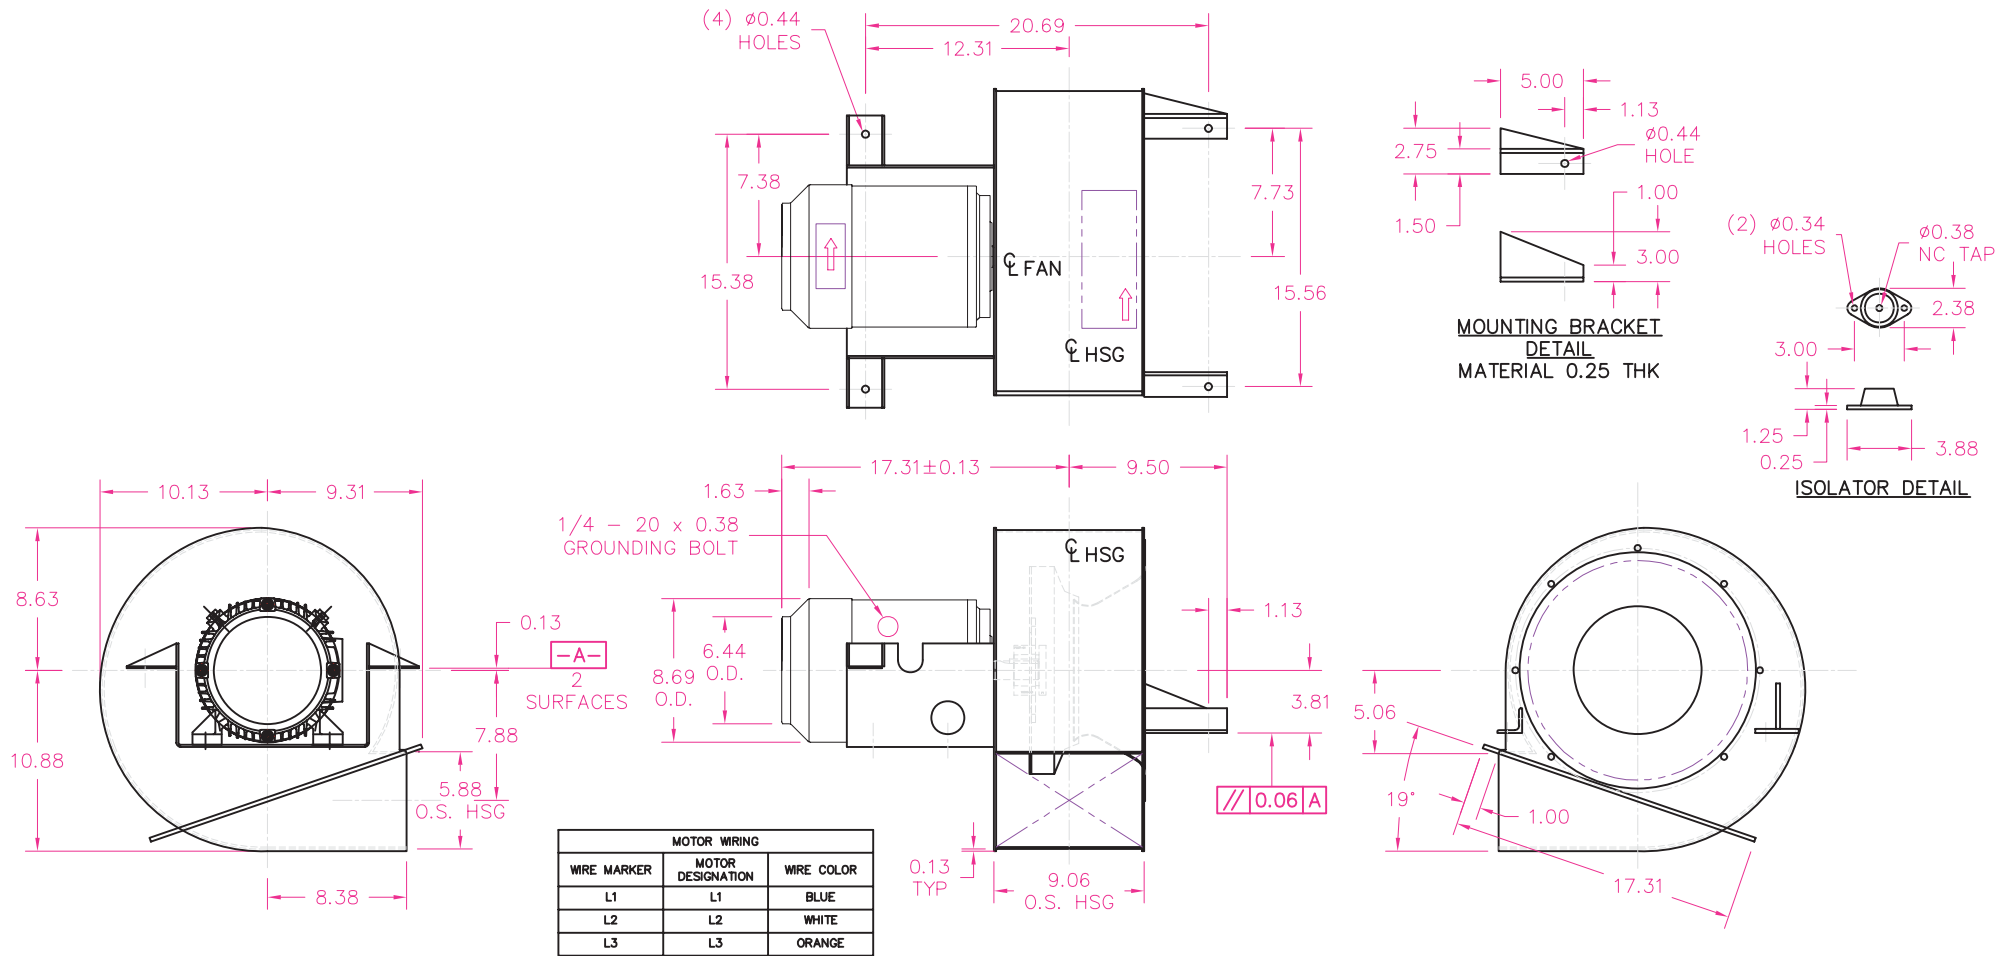 (4) ø0.44
HOLES
20.69
12.31
7.38
15.38
℄ FAN
℄ HSG
7.73
15.56
5.00
1.13
2.75
ø0.44
HOLE
1.50
1.00
3.00
MOUNTING BRACKET
DETAIL
MATERIAL 0.25 THK
(2) ø0.34
HOLES
ø0.38
NC TAP
2.38
3.00
1.25
0.25
3.88
ISOLATOR DETAIL
10.13
9.31
8.63
10.88
0.13
-A-
2
SURFACES
7.88
5.88
O.S. HSG
8.38
17.31±0.13
9.50
1.63
1/4 - 20 x 0.38
GROUNDING BOLT
℄ HSG
6.44
O.D.
8.69
O.D.
1.13
3.81
// 0.06 A
0.13
TYP
9.06
O.S. HSG
5.06
19°
1.00
17.31
MOTOR WIRING
WIRE MARKER MOTOR DESIGNATION WIRE COLOR
L1 L1 BLUE
L2 L2 WHITE
L3 L3 ORANGE